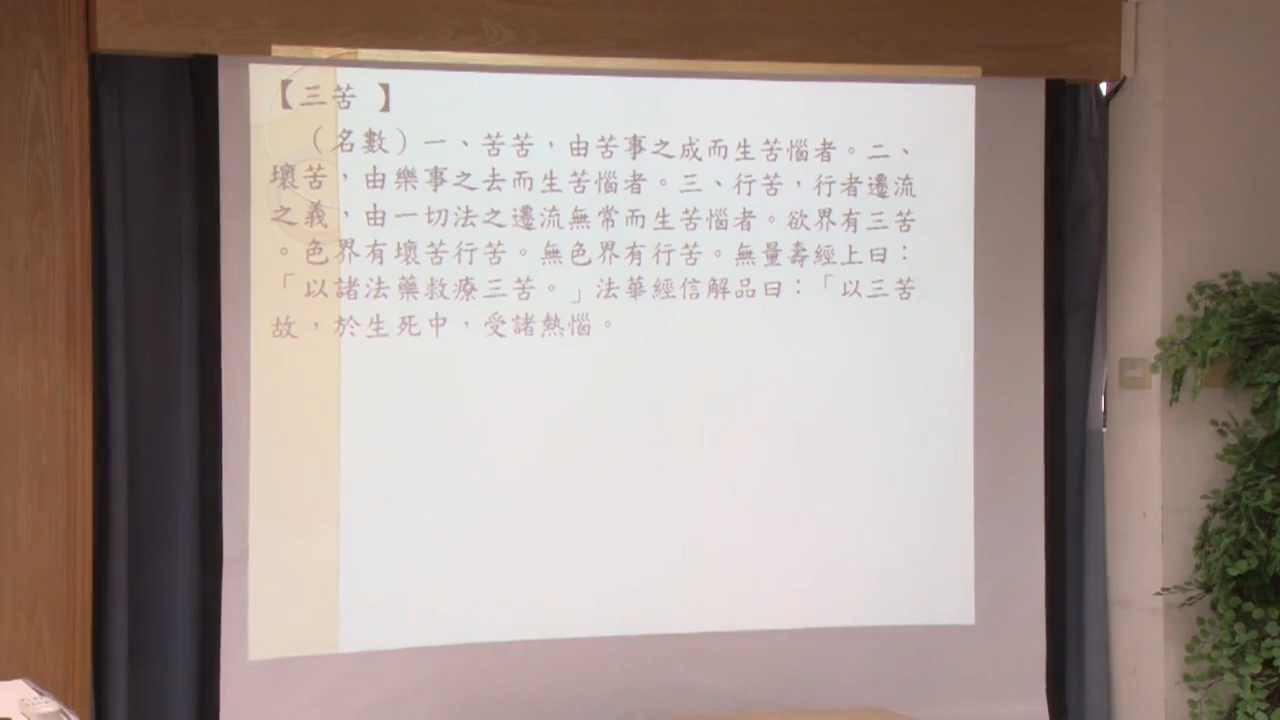 【三苦 】
（名數）一、苦苦，由苦事之成而生苦惱者。二、
壞苦，由樂事之去而生苦惱者。三、行苦，行者遷流
之義，由一切法之遷流無常而生苦惱者。欲界有三苦
。色界有壞苦行苦。無色界有行苦。無量壽經上曰：
「以諸法藥救療三苦。」法華經信解品曰：「以三苦
故，於生死中，受諸熱惱。